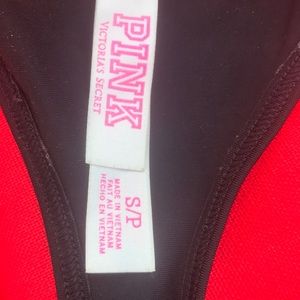 PINK
VICTORIA'S SECRET
S/P
MADE IN VIETNAM
FAIT AU VIETNAM
HECHO EN VIETNAM